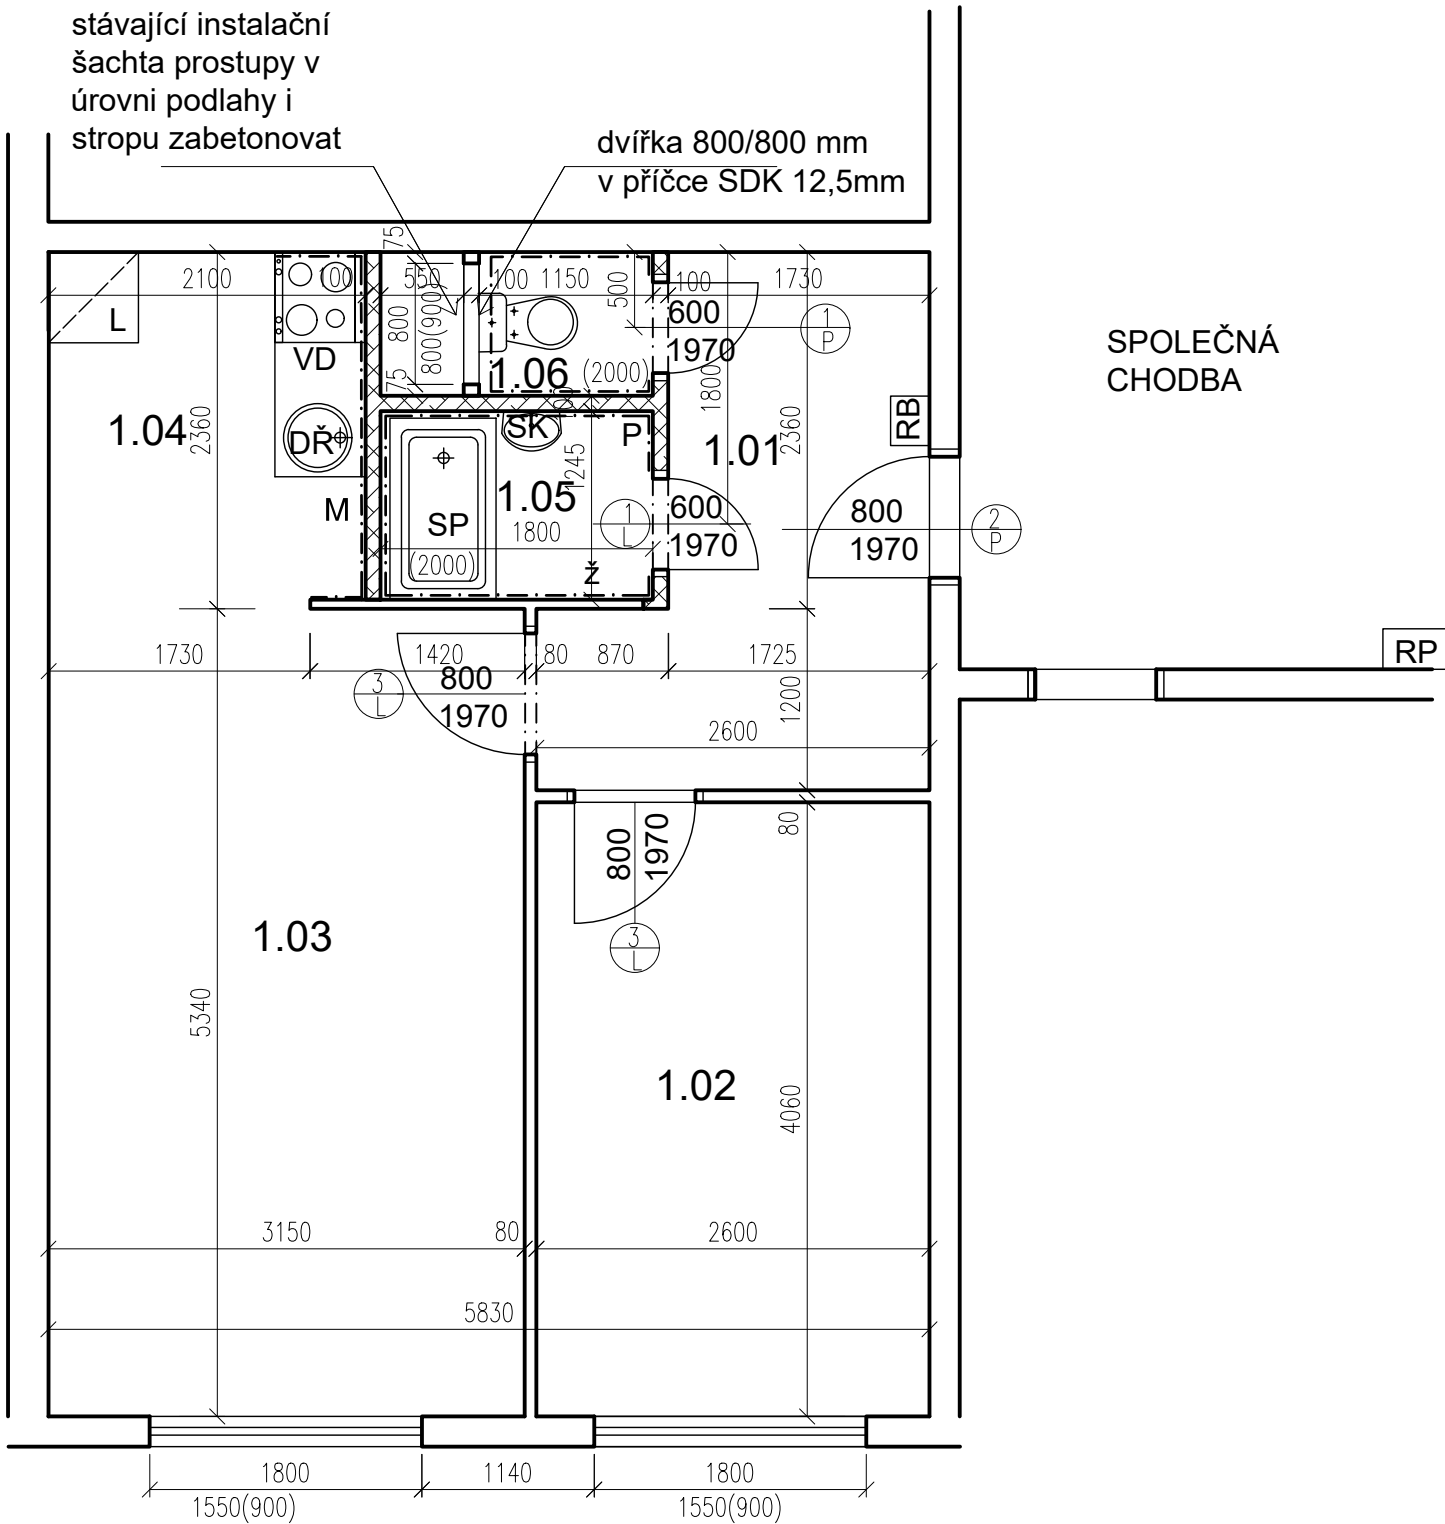 stávající instalační
šachta prostupy v
úrovni podlahy i
stropu zabetonovat
dvířka 800/800 mm
v příčce SDK 12,5mm
75
2100
100
550
100
1150
500
100
1730
L
VD
800
800(900)
75
600
1970
1
P
1.06
(2000)
1800
SPOLEČNÁ
CHODBA
1.04
2360
DŘ
SK
100
P
1.01
2360
RB
1245
M
SP
1.05
1800
(2000)
1
L
600
1970
800
1970
2
P
Ž
1730
1420
80
870
1725
RP
3
L
800
1970
1200
2600
80
800
1970
1.03
3
L
5340
1.02
4060
3150
80
2600
5830
1800
1550(900)
1140
1800
1550(900)